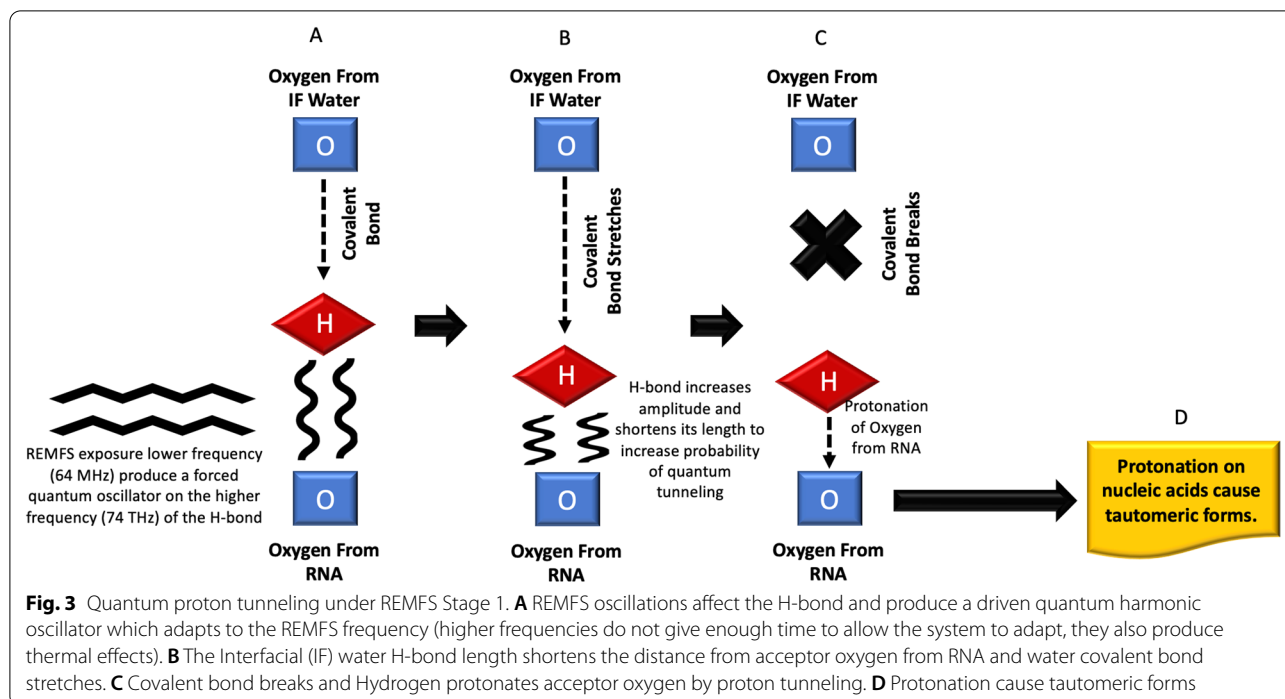 A
Oxygen From
IF Water
O
Covalent
Bond
H
REMFS exposure lower frequency
(64 MHz) produce a forced
quantum oscillator on the higher
frequency (74 THz) of the H-bond
O
Oxygen From
RNA
B
Oxygen From
IF Water
O
Covalent
Bond Stretches
H
H-bond increases
amplitude and
shortens its length to
increase probability
of quantum
tunneling
O
Oxygen From
RNA
C
Oxygen From
IF Water
O
Covalent
Bond Breaks
H
Protonation
of Oxygen
from RNA
O
Oxygen From
RNA
D
Protonation on
nucleic acids cause
tautomeric forms.
Fig. 3 Quantum proton tunneling under REMFS Stage 1. A REMFS oscillations affect the H-bond and produce a driven quantum harmonic
oscillator which adapts to the REMFS frequency (higher frequencies do not give enough time to allow the system to adapt, they also produce
thermal effects). B The Interfacial (IF) water H-bond length shortens the distance from acceptor oxygen from RNA and water covalent bond
stretches. C Covalent bond breaks and Hydrogen protonates acceptor oxygen by proton tunneling. D Protonation cause tautomeric forms